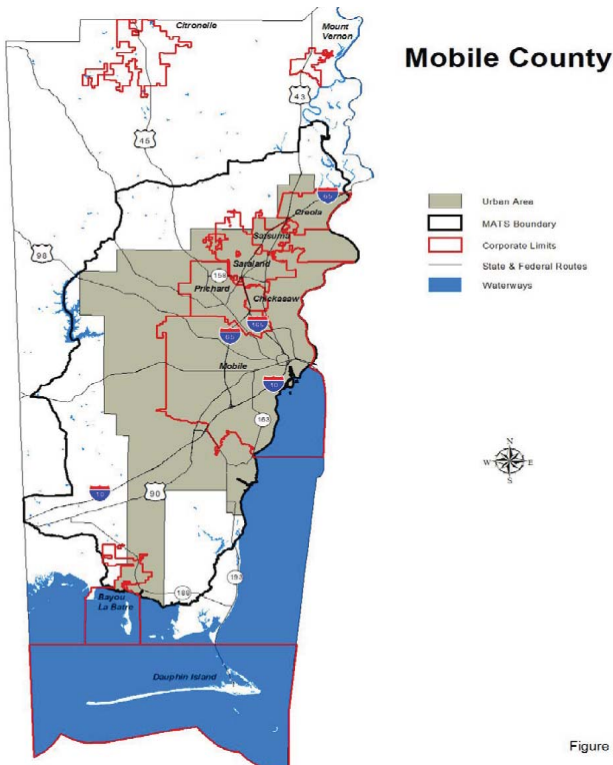 Mobile County
Citronelle
Mount
Vernon
43
45
65
Creola
Satsuma
98
Saraland
158
Prichard
Chickasaw
165
65
Mobile
10
163
10
90
193
188
Bayou
La Batre
Dauphin Island
Urban Area
MATS Boundary
Corporate Limits
State & Federal Routes
Waterways
N
W
E
S
Figure